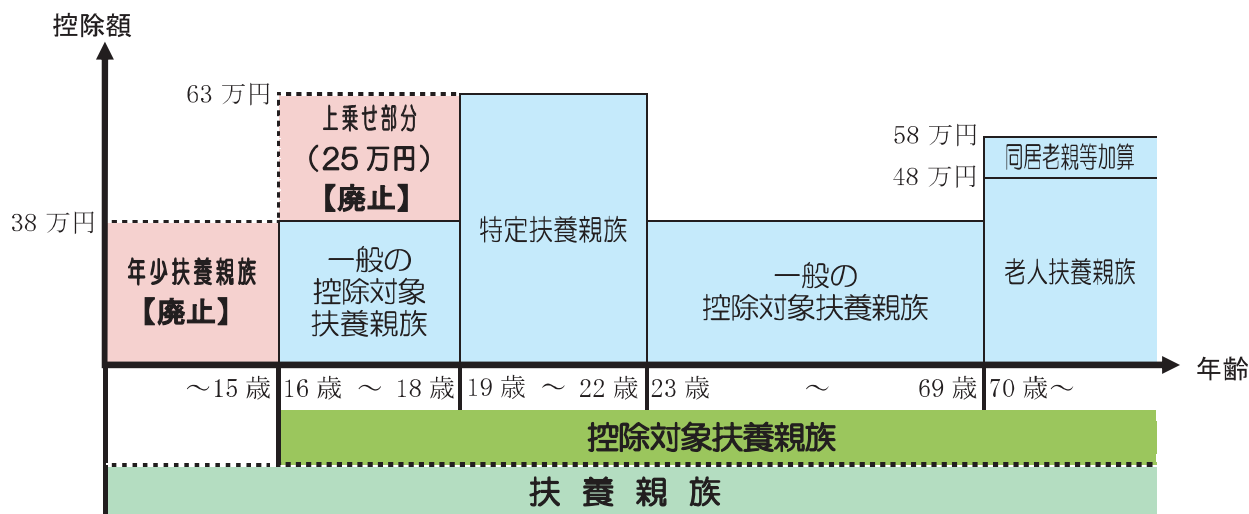 控除額
63 万円
上乗せ部分
（25 万円）
【廃止】
58 万円
同居老親等加算
48 万円
38 万円
年少扶養親族
【廃止】
一般の
控除対象
扶養親族
特定扶養親族
一般の
控除対象扶養親族
老人扶養親族
年齢
～15 歳
16 歳 ～ 18 歳
19 歳 ～ 22 歳
23 歳 ～ 69 歳
70 歳～
控除対象扶養親族
扶養親族